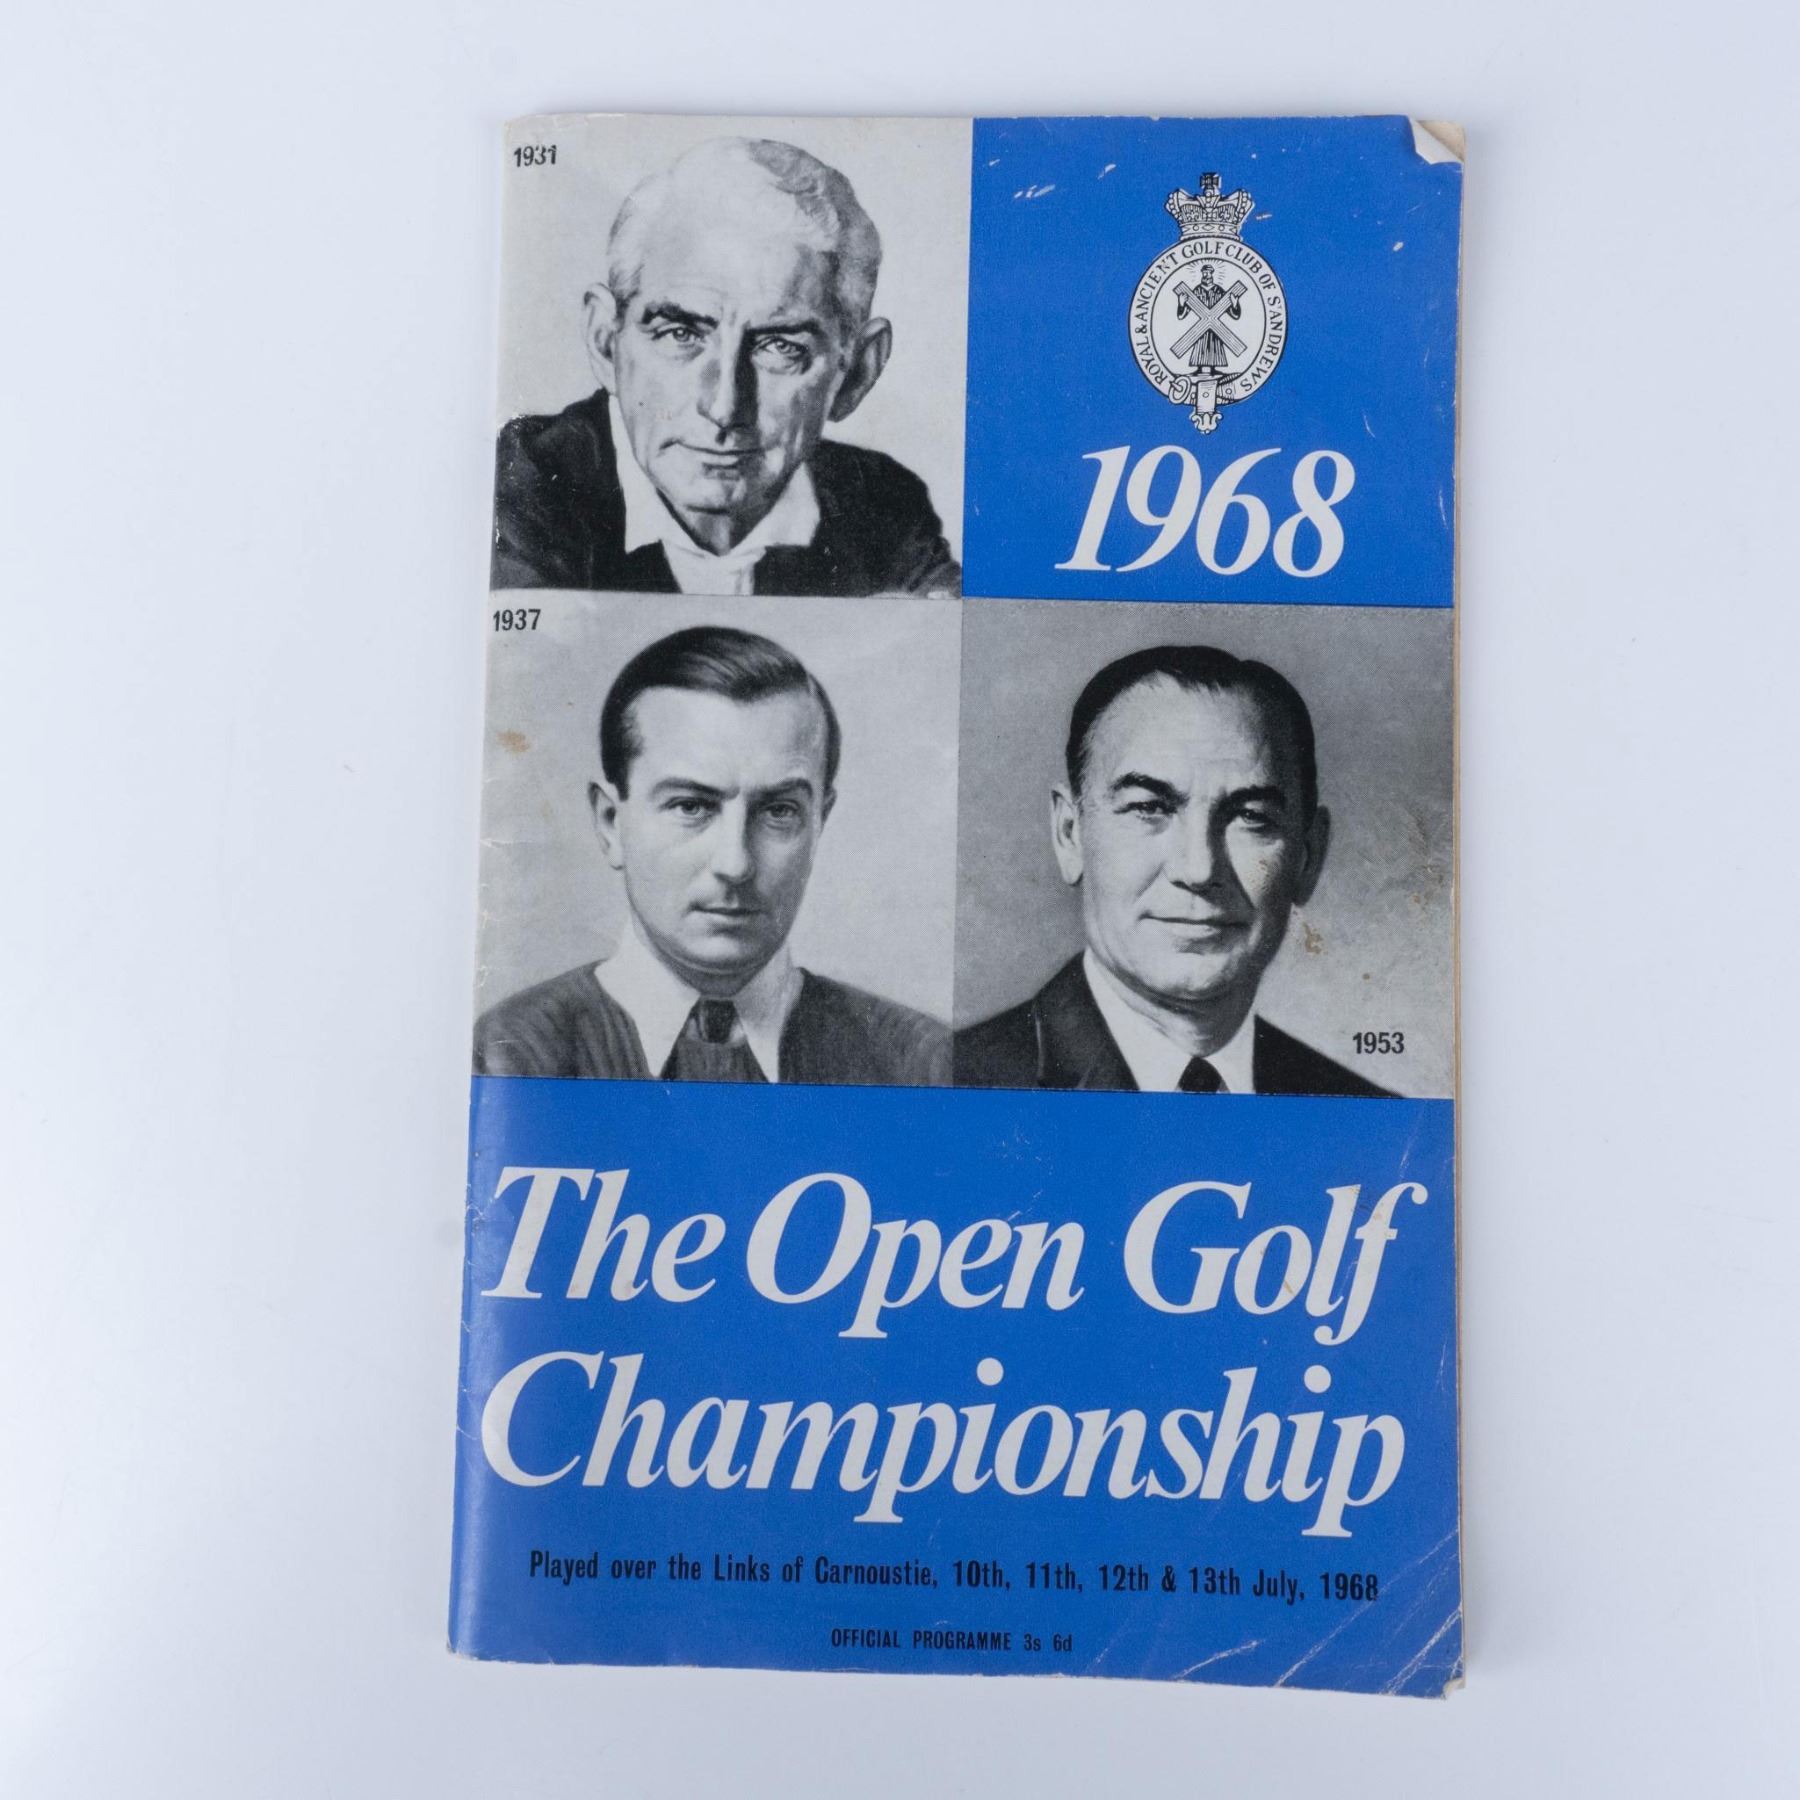 1931
ROYAL & ANCIENT GOLF CLUB OF ST ANDREWS
1968
1937
1953
The Open Golf
Championship
Played over the Links of Carnoustie, 10th, 11th, 12th & 13th July, 1968
OFFICIAL PROGRAMME 3s 6d